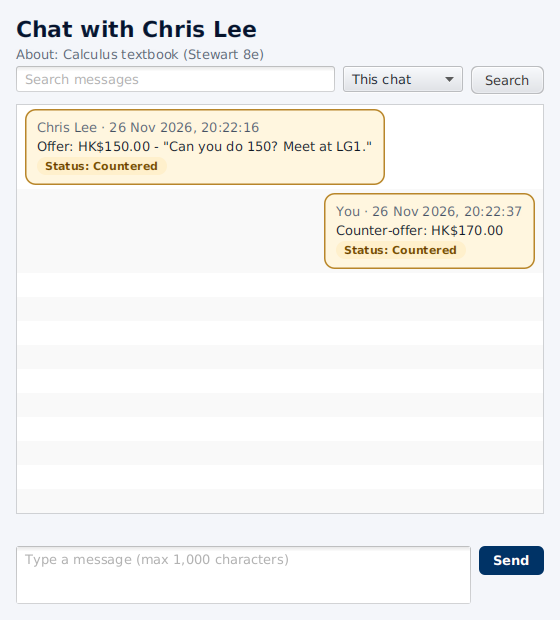 Chat with Chris Lee
About: Calculus textbook (Stewart 8e)
Search messages
This chat
Search
Chris Lee · 26 Nov 2026, 20:22:16
Offer: HK$150.00 - "Can you do 150? Meet at LG1."
Status: Countered
You · 26 Nov 2026, 20:22:37
Counter-offer: HK$170.00
Status: Countered
Type a message (max 1,000 characters)
Send